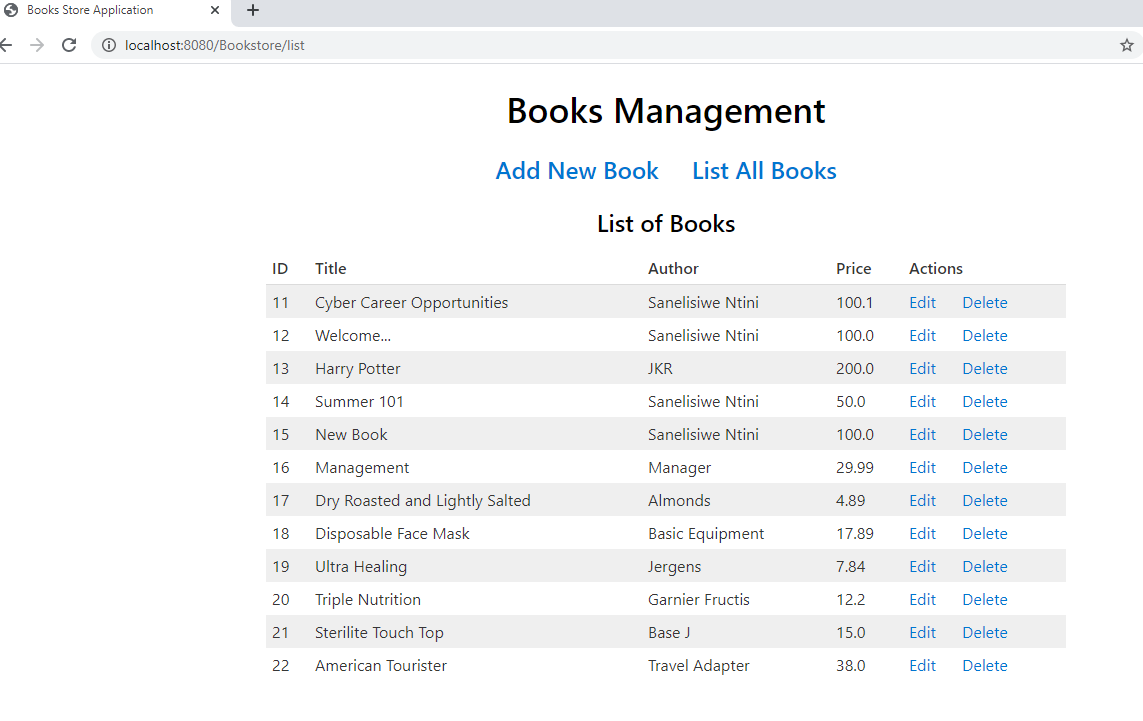 Books Store Application
localhost:8080/Bookstore/list
Books Management
Add New Book List All Books
List of Books
ID Title Author Price Actions
11 Cyber Career Opportunities Sanelisiwe Ntini 100.1 Edit Delete
12 Welcome... Sanelisiwe Ntini 100.0 Edit Delete
13 Harry Potter JKR 200.0 Edit Delete
14 Summer 101 Sanelisiwe Ntini 50.0 Edit Delete
15 New Book Sanelisiwe Ntini 100.0 Edit Delete
16 Management Manager 29.99 Edit Delete
17 Dry Roasted and Lightly Salted Almonds 4.89 Edit Delete
18 Disposable Face Mask Basic Equipment 17.89 Edit Delete
19 Ultra Healing Jergens 7.84 Edit Delete
20 Triple Nutrition Garnier Fructis 12.2 Edit Delete
21 Sterilite Touch Top Base J 15.0 Edit Delete
22 American Tourister Travel Adapter 38.0 Edit Delete